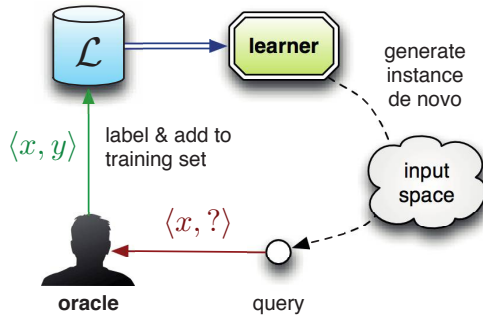 ℒ
learner
generate
instance
de novo
⟨x, y⟩
label & add to
training set
input
space
⟨x, ?⟩
oracle
query